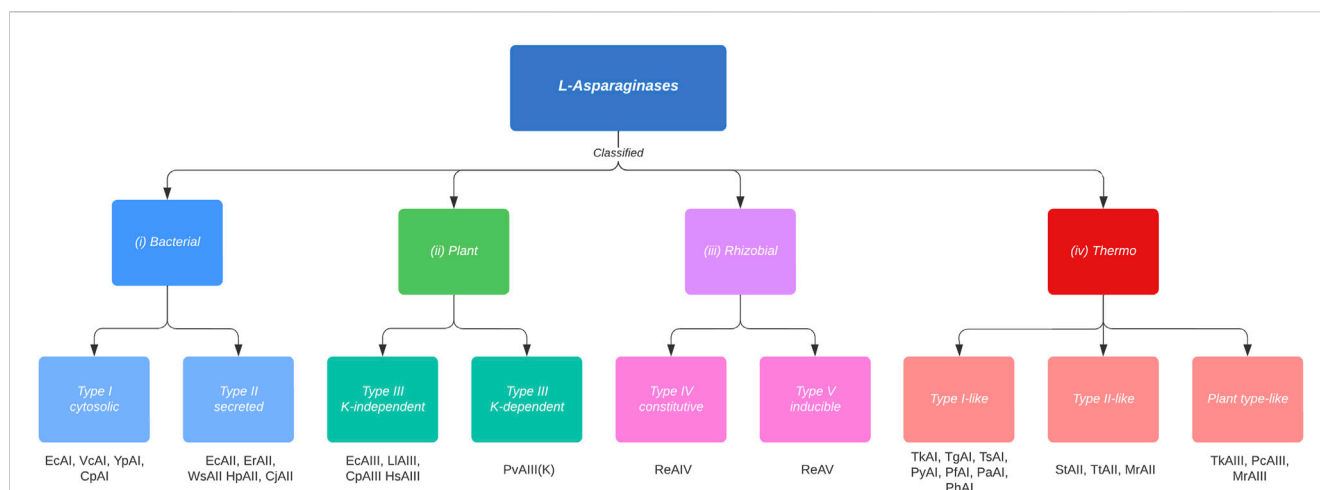 L-Asparaginases
Classified
(i) Bacterial
(ii) Plant
(iii) Rhizobial
(iv) Thermo
Type I
cytosolic
Type II
secreted
Type III
K-independent
Type III
K-dependent
Type IV
constitutive
Type V
inducible
Type I-like
Type II-like
Plant type-like
EcAI, VcAI, YpAI,
CpAI
EcAII, ErAII,
WsAII HpAII, CjAII
EcAIII, LlAIII,
CpAIII HsAIII
PvAIII(K)
ReAIV
ReAV
TkAI, TgAI, TsAI,
PyAI, PfAI, PaAI,
PhAI
StAII, TtAII, MrAII
TkAIII, PcAIII,
MrAIII